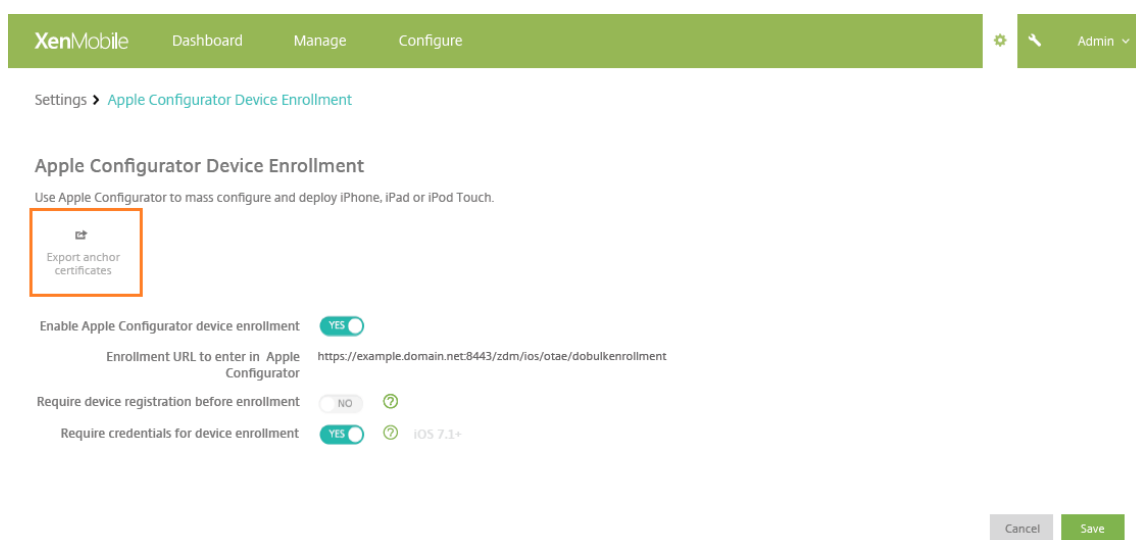 XenMobile Dashboard Manage Configure Admin
Settings > Apple Configurator Device Enrollment
Apple Configurator Device Enrollment
Use Apple Configurator to mass configure and deploy iPhone, iPad or iPod Touch.
Export anchor
certificates
Enable Apple Configurator device enrollment YES
Enrollment URL to enter in Apple https://example.domain.net:8443/zdm/ios/otae/dobulkenrollment
Configurator
Require device registration before enrollment NO ?
Require credentials for device enrollment YES ? iOS 7.1+
Cancel Save